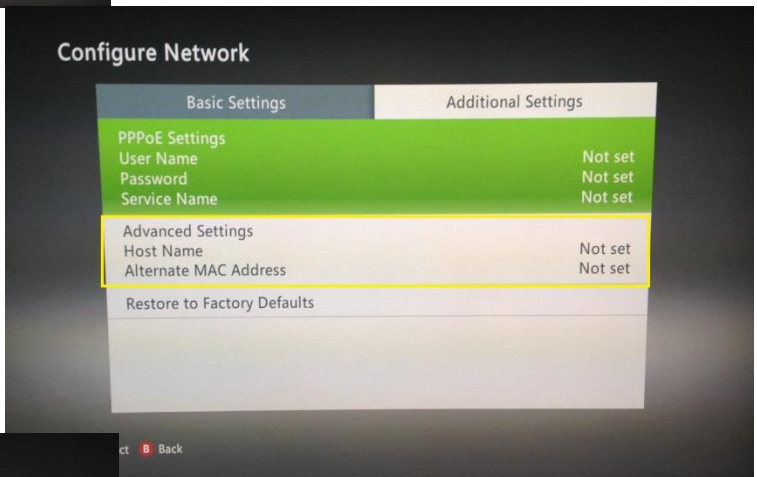 Configure Network
Basic Settings Additional Settings
PPPoE Settings
User Name Not set
Password Not set
Service Name Not set
Advanced Settings
Host Name Not set
Alternate MAC Address Not set
Restore to Factory Defaults
ct B Back